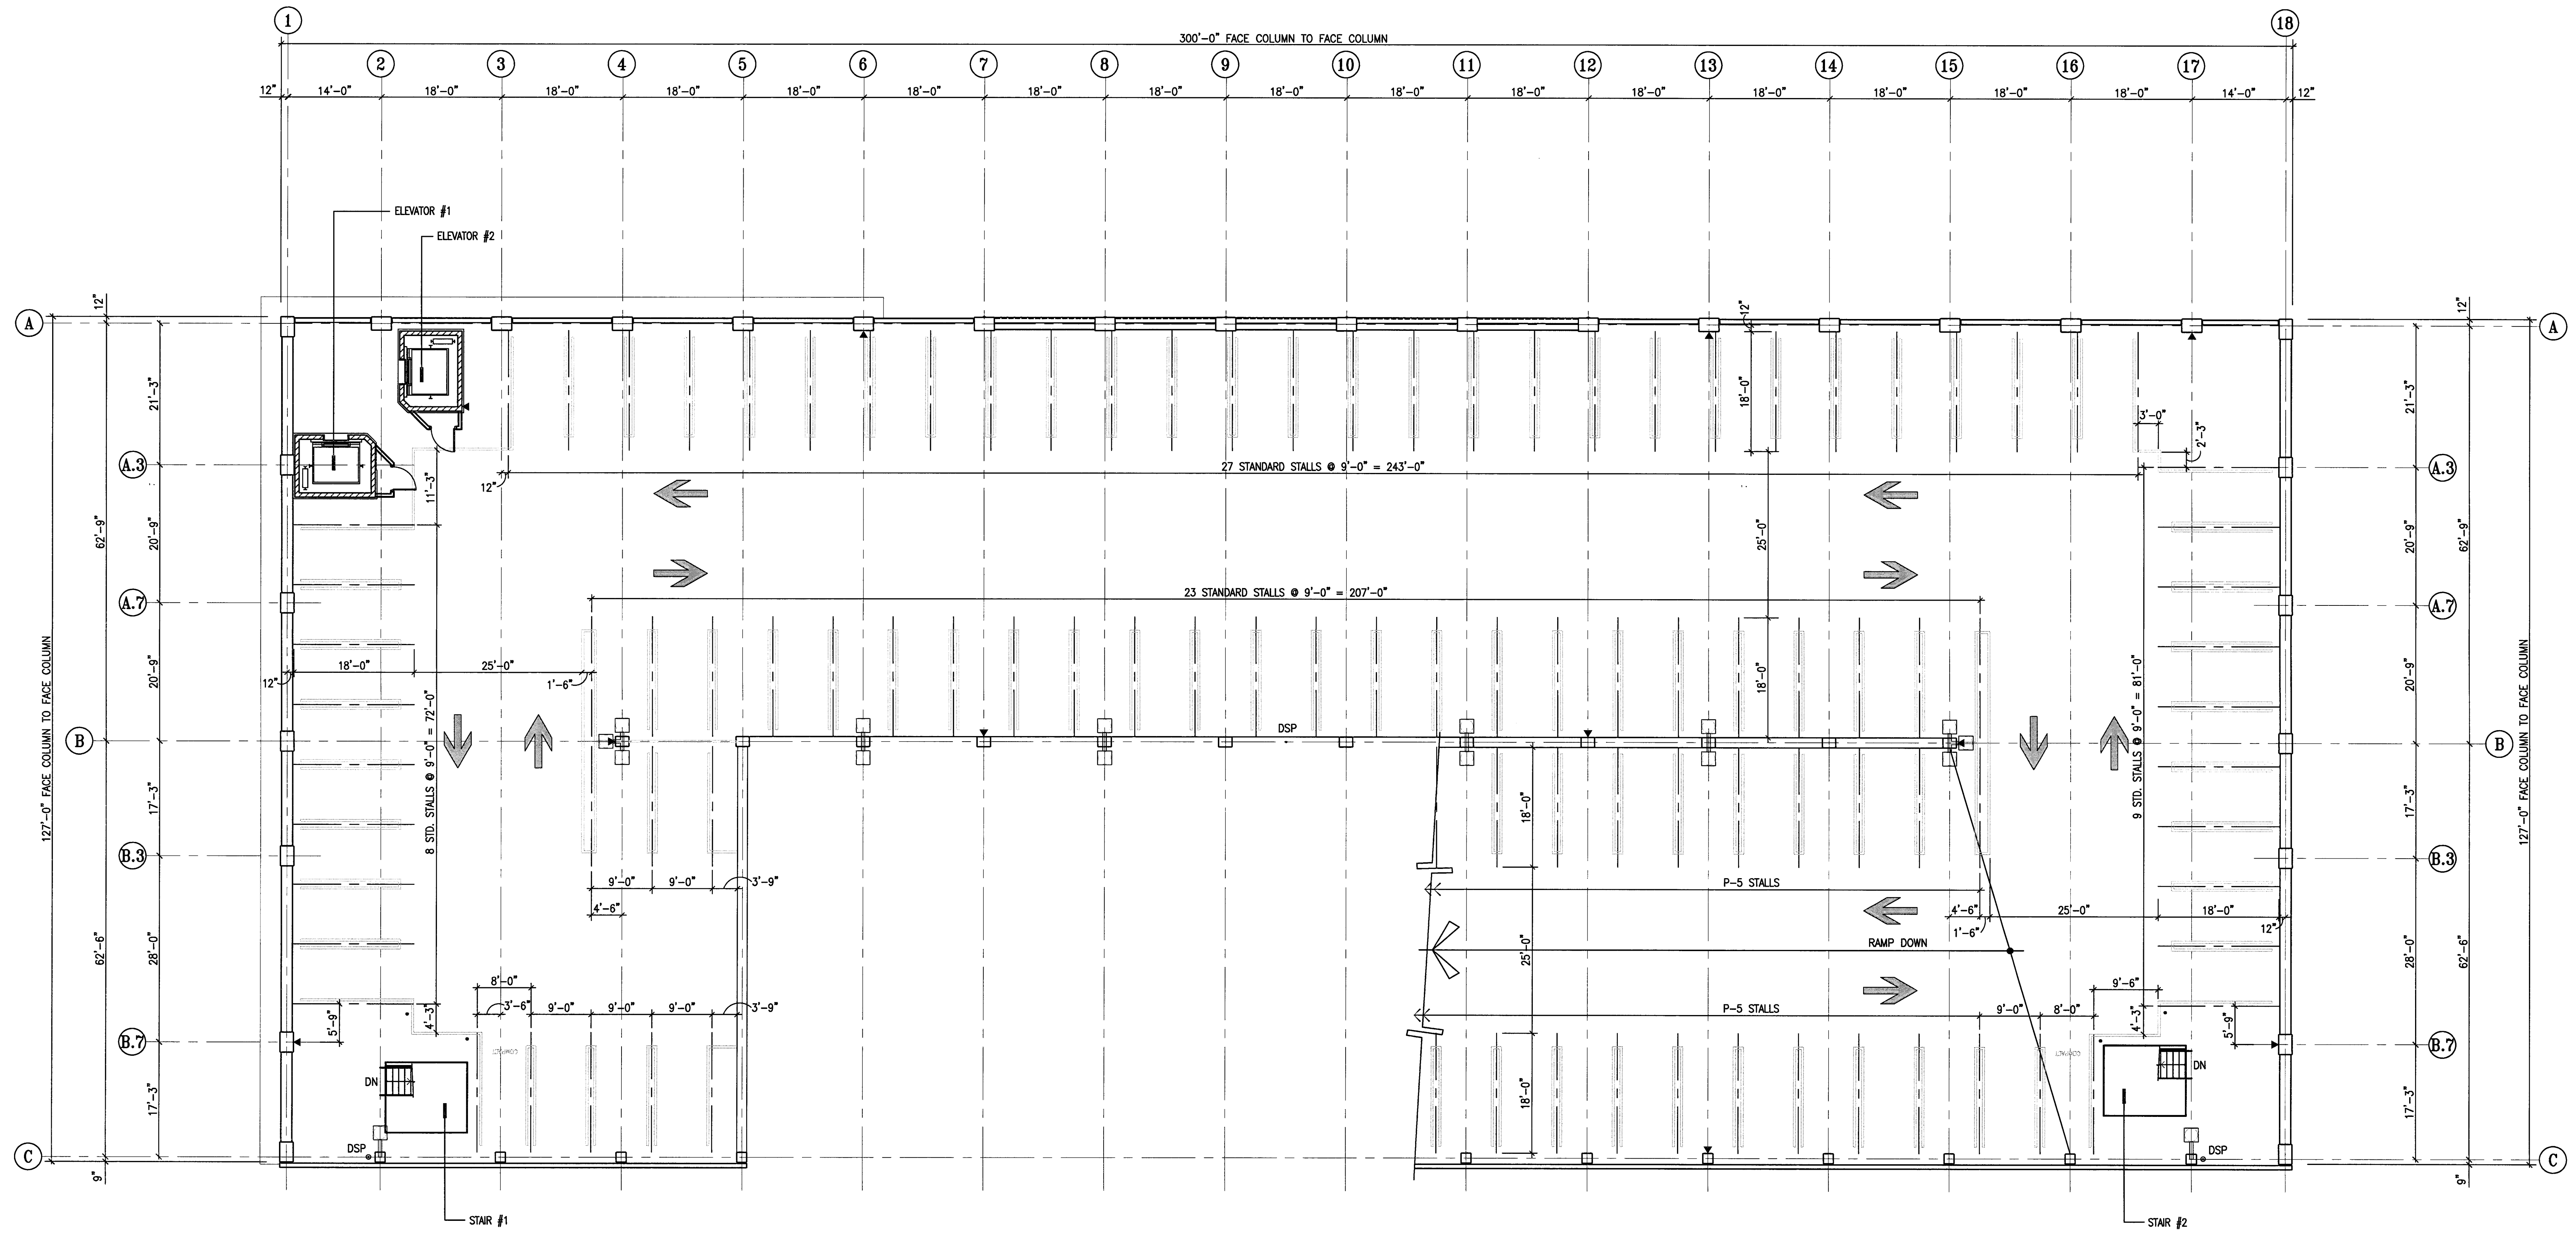 1
18
300'-0" FACE COLUMN TO FACE COLUMN
2 3 4 5 6 7 8 9 10 11 12 13 14 15 16 17
12" 14'-0" 18'-0" 18'-0" 18'-0" 18'-0" 18'-0" 18'-0" 18'-0" 18'-0" 18'-0" 18'-0" 18'-0" 18'-0" 18'-0" 18'-0" 18'-0" 14'-0" 12"
ELEVATOR #1
ELEVATOR #2
12"
12"
12"
A
A
21'-3"
18'-0"
21'-3"
3'-0"
2'-3"
A.3
A.3
27 STANDARD STALLS @ 9'-0" = 243'-0"
12"
11'-3"
62'-9"
20'-9"
25'-0"
20'-9"
62'-9"
23 STANDARD STALLS @ 9'-0" = 207'-0"
A.7
A.7
127'-0" FACE COLUMN TO FACE COLUMN
20'-9"
18'-0"
25'-0"
12"
1'-6"
18'-0"
20'-9"
127'-0" FACE COLUMN TO FACE COLUMN
8 STD. STALLS @ 9'-0" = 72'-0"
9 STD. STALLS @ 9'-0" = 81'-0"
DSP
B
B
17'-3"
18'-0"
17'-3"
B.3
B.3
9'-0" 9'-0" 3'-9"
P-5 STALLS
4'-6"
4'-6"
25'-0"
18'-0"
1'-6"
12"
RAMP DOWN
62'-6"
28'-0"
25'-0"
28'-0"
62'-6"
8'-0"
9'-6"
3'-6"
9'-0" 9'-0" 9'-0" 3'-9"
P-5 STALLS
9'-0" 8'-0"
5'-9"
4'-3"
4'-3"
5'-9"
B.7
B.7
COMPACT
COMPACT
DN
DN
17'-3"
18'-0"
17'-3"
DSP
DSP
C
C
9"
9"
STAIR #1
STAIR #2